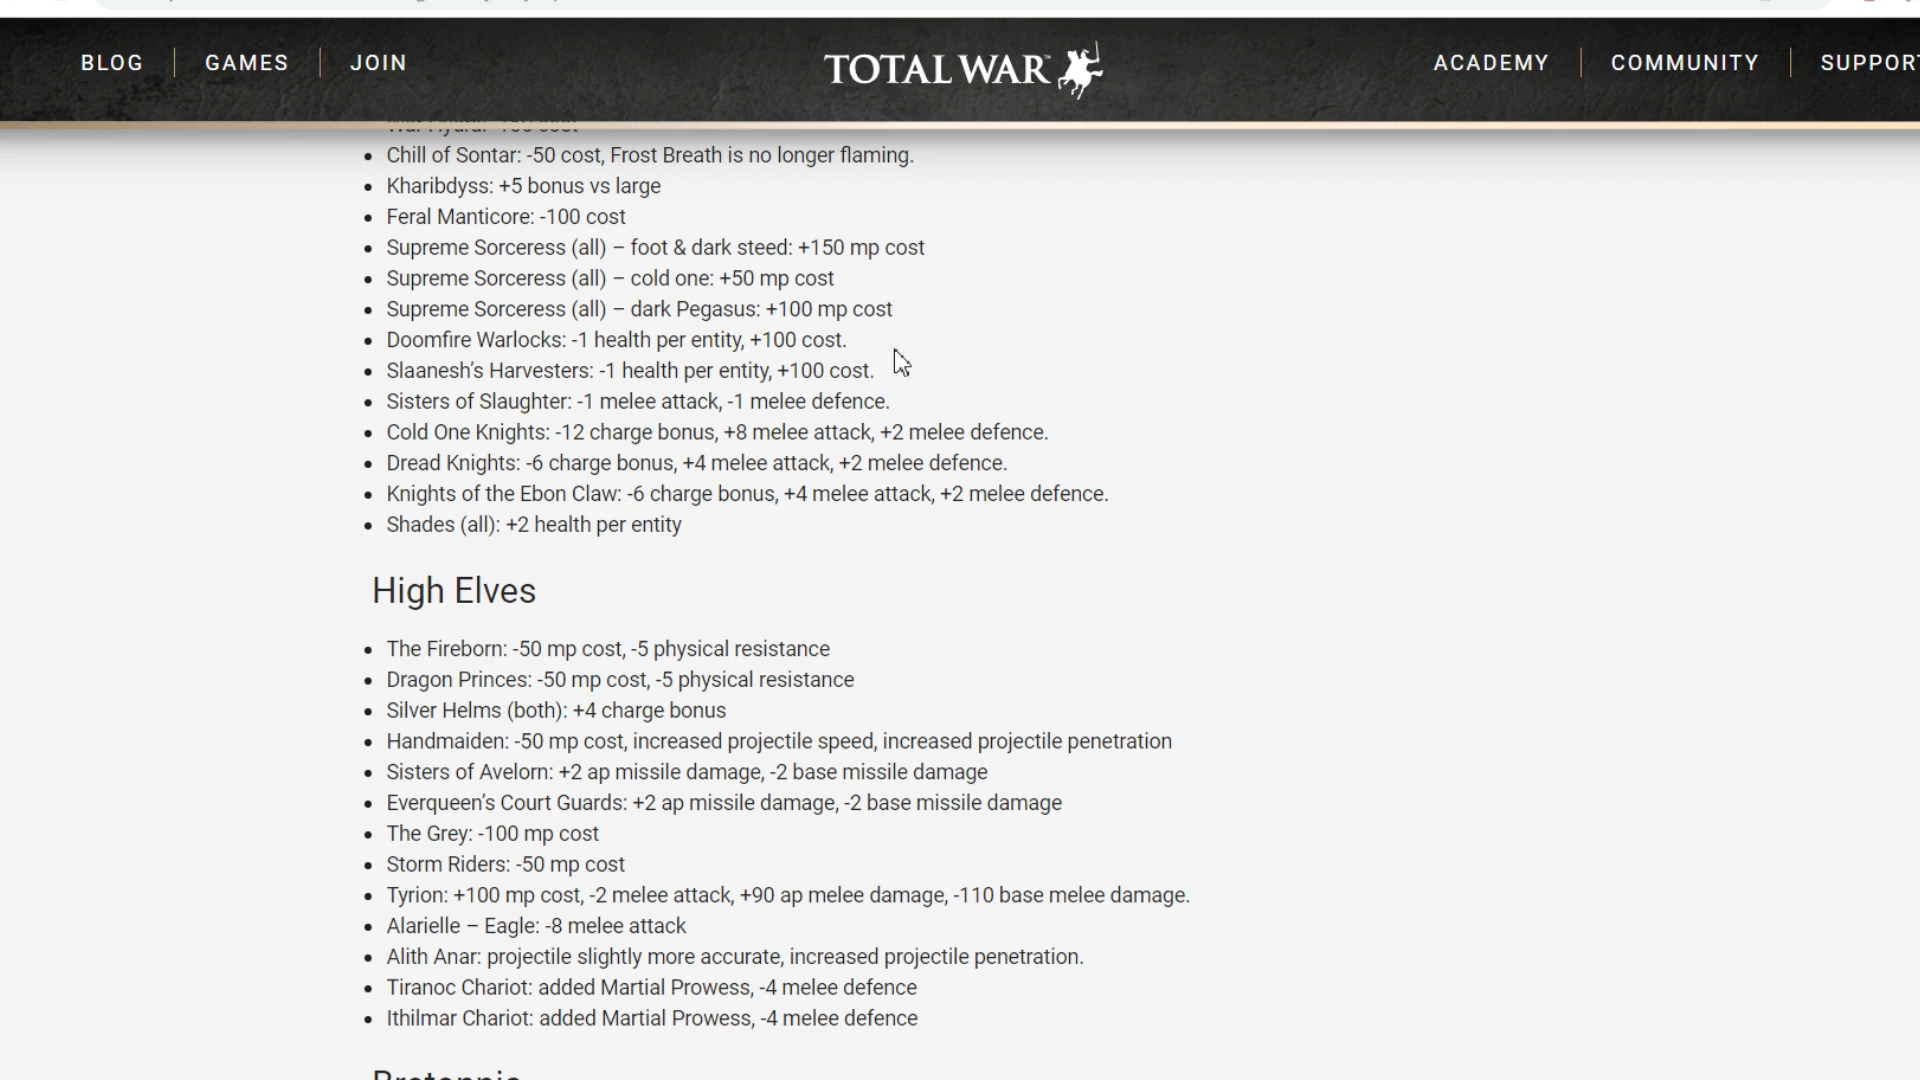 BLOG GAMES JOIN TOTAL WAR ACADEMY COMMUNITY SUPPORT
Chill of Sontar: -50 cost, Frost Breath is no longer flaming.
Kharibdyss: +5 bonus vs large
Feral Manticore: -100 cost
Supreme Sorceress (all) – foot & dark steed: +150 mp cost
Supreme Sorceress (all) – cold one: +50 mp cost
Supreme Sorceress (all) – dark Pegasus: +100 mp cost
Doomfire Warlocks: -1 health per entity, +100 cost.
Slaanesh’s Harvesters: -1 health per entity, +100 cost.
Sisters of Slaughter: -1 melee attack, -1 melee defence.
Cold One Knights: -12 charge bonus, +8 melee attack, +2 melee defence.
Dread Knights: -6 charge bonus, +4 melee attack, +2 melee defence.
Knights of the Ebon Claw: -6 charge bonus, +4 melee attack, +2 melee defence.
Shades (all): +2 health per entity
High Elves
The Fireborn: -50 mp cost, -5 physical resistance
Dragon Princes: -50 mp cost, -5 physical resistance
Silver Helms (both): +4 charge bonus
Handmaiden: -50 mp cost, increased projectile speed, increased projectile penetration
Sisters of Avelorn: +2 ap missile damage, -2 base missile damage
Everqueen’s Court Guards: +2 ap missile damage, -2 base missile damage
The Grey: -100 mp cost
Storm Riders: -50 mp cost
Tyrion: +100 mp cost, -2 melee attack, +90 ap melee damage, -110 base melee damage.
Alarielle – Eagle: -8 melee attack
Alith Anar: projectile slightly more accurate, increased projectile penetration.
Tiranoc Chariot: added Martial Prowess, -4 melee defence
Ithilmar Chariot: added Martial Prowess, -4 melee defence